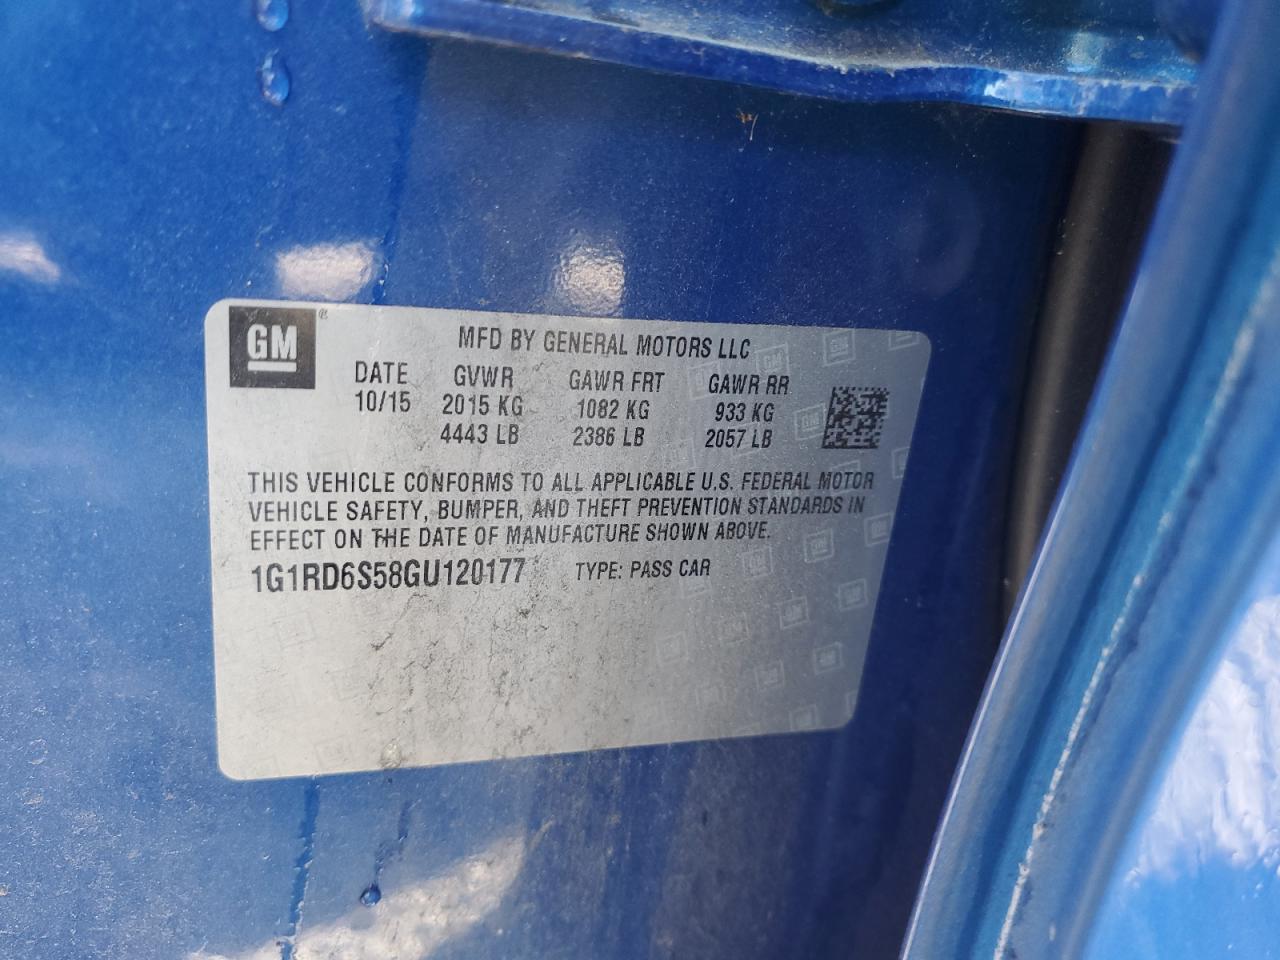 GM®
MFD BY GENERAL MOTORS LLC
DATE GVWR GAWR FRT GAWR RR
10/15 2015 KG 1082 KG 933 KG
4443 LB 2386 LB 2057 LB
THIS VEHICLE CONFORMS TO ALL APPLICABLE U.S. FEDERAL MOTOR
VEHICLE SAFETY, BUMPER, AND THEFT PREVENTION STANDARDS IN
EFFECT ON THE DATE OF MANUFACTURE SHOWN ABOVE.
1G1RD6S58GU120177 TYPE: PASS CAR